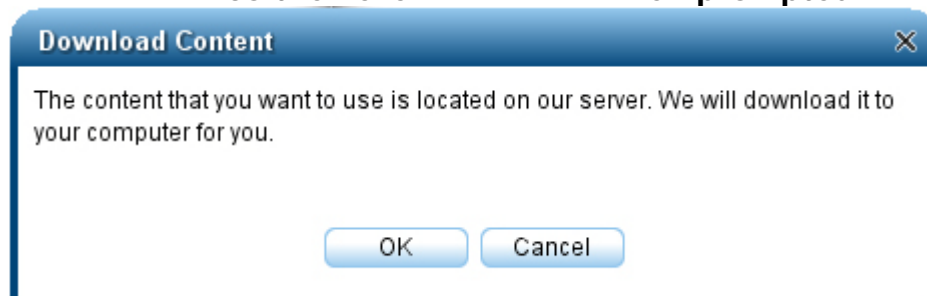 Download Content
The content that you want to use is located on our server. We will download it to
your computer for you.
OK Cancel